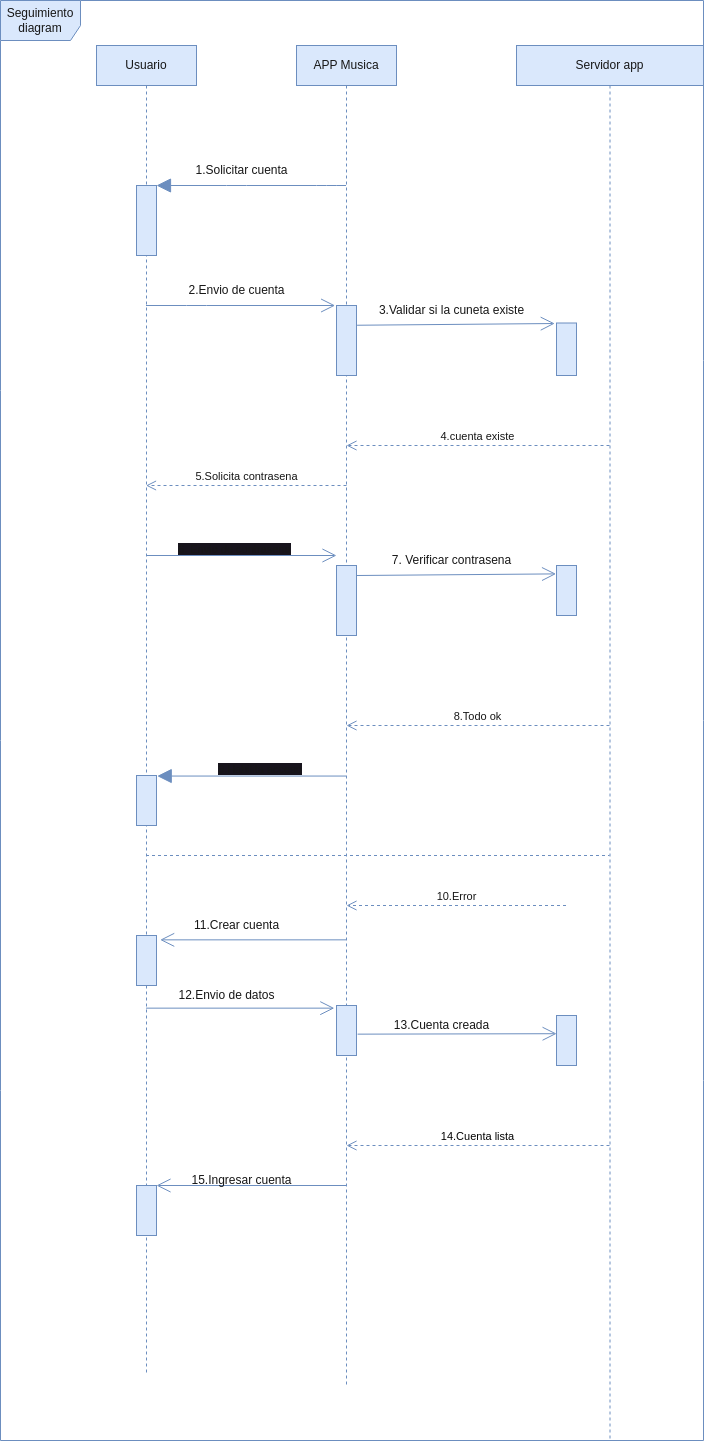 Seguimiento
diagram
Usuario
APP Musica
Servidor app
1.Solicitar cuenta
2.Envio de cuenta
3.Validar si la cuneta existe
4.cuenta existe
5.Solicita contrasena
7. Verificar contrasena
8.Todo ok
10.Error
11.Crear cuenta
12.Envio de datos
13.Cuenta creada
14.Cuenta lista
15.Ingresar cuenta